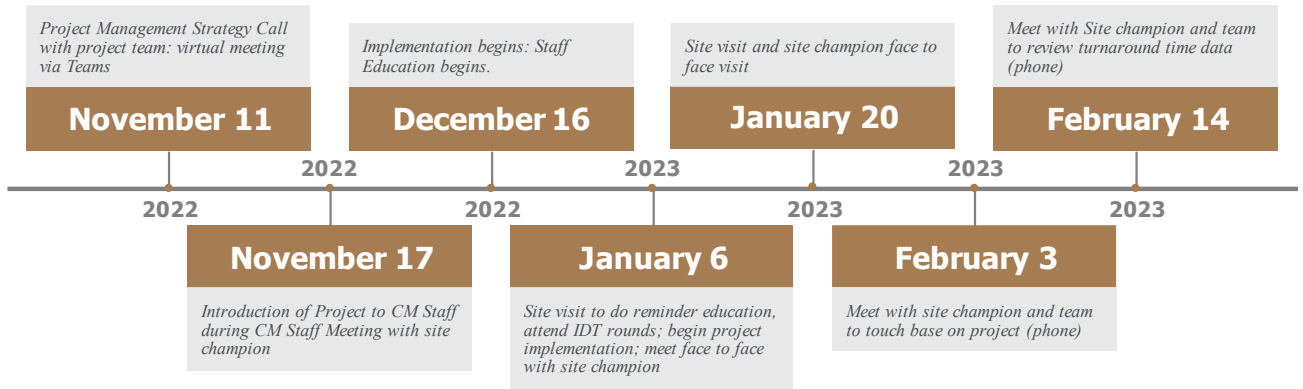 Project Management Strategy Call
with project team: virtual meeting
via Teams
November 11
2022
Introduction of Project to CM Staff
during CM Staff Meeting with site
champion
November 17
2022
Implementation begins: Staff
Education begins.
December 16
2022
Site visit to do reminder education,
attend IDT rounds; begin project
implementation; meet face to face
with site champion
January 6
2023
Site visit and site champion face to
face visit
January 20
2023
Meet with site champion and team
to touch base on project (phone)
February 3
2023
Meet with Site champion and team
to review turnaround time data
(phone)
February 14
2023